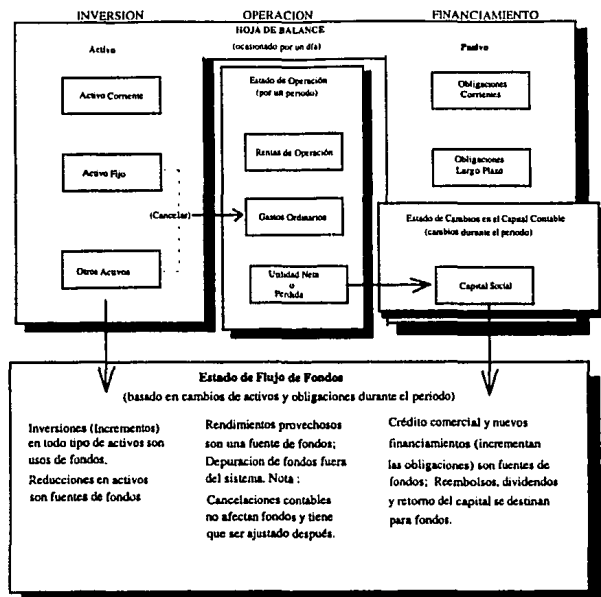 INVERSION
OPERACION
FINANCIAMIENTO
HOJA DE BALANCE
(ocasionado por un día)
Activo
Activo Corriente
Activo Fijo
Otros Activos
(Cancelar)
Estado de Operación
(por un periodo)
Rentas de Operación
Gastos Ordinarios
Utilidad Neta
o
Perdida
Pasivo
Obligaciones
Corrientes
Obligaciones
Largo Plazo
Estado de Cambios en el Capital Contable
(cambios durante el periodo)
Capital Social
Estado de Flujo de Fondos
(basado en cambios de activos y obligaciones durante el periodo)
Inversiones (Incrementos)
en todo tipo de activos son
usos de fondos.
Reducciones en activos
son fuentes de fondos
Rendimientos provechosos
son una fuente de fondos;
Depuracion de fondos fuera
del sistema. Nota :
Cancelaciones contables
no afectan fondos y tiene
que ser ajustado después.
Crédito comercial y nuevos
financiamientos (incrementan
las obligaciones) son fuentes de
fondos; Reembolsos, dividendos
y retorno del capital se destinan
para fondos.